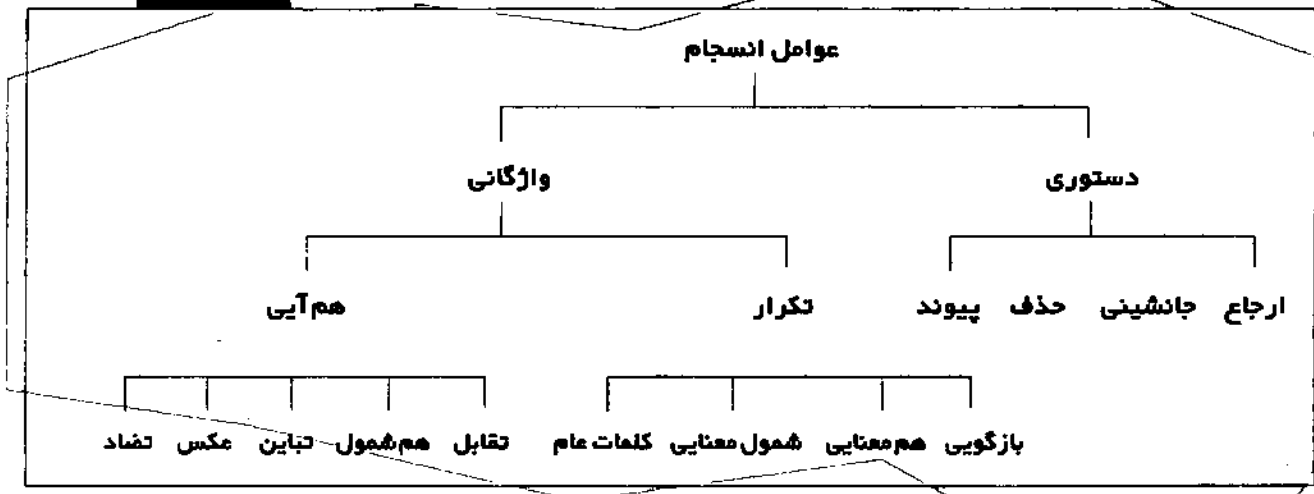 عوامل انسجام
دستوری واژگانی
ارجاع جانشینی حذف پیوند تکرار هم‌آیی
بازگویی هم‌معنایی شمول معنایی کلمات عام تقابل هم‌شمول تباین عکس تضاد